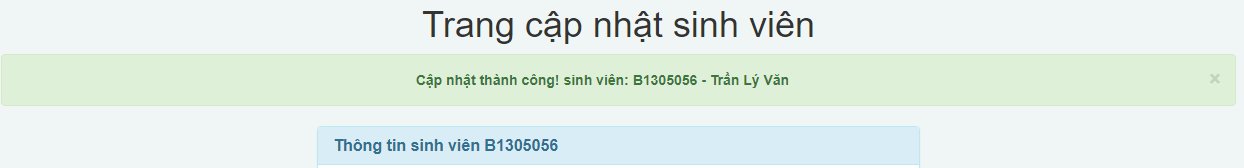 Trang cập nhật sinh viên
Cập nhật thành công! sinh viên: B1305056 - Trần Lý Văn
×
Thông tin sinh viên B1305056